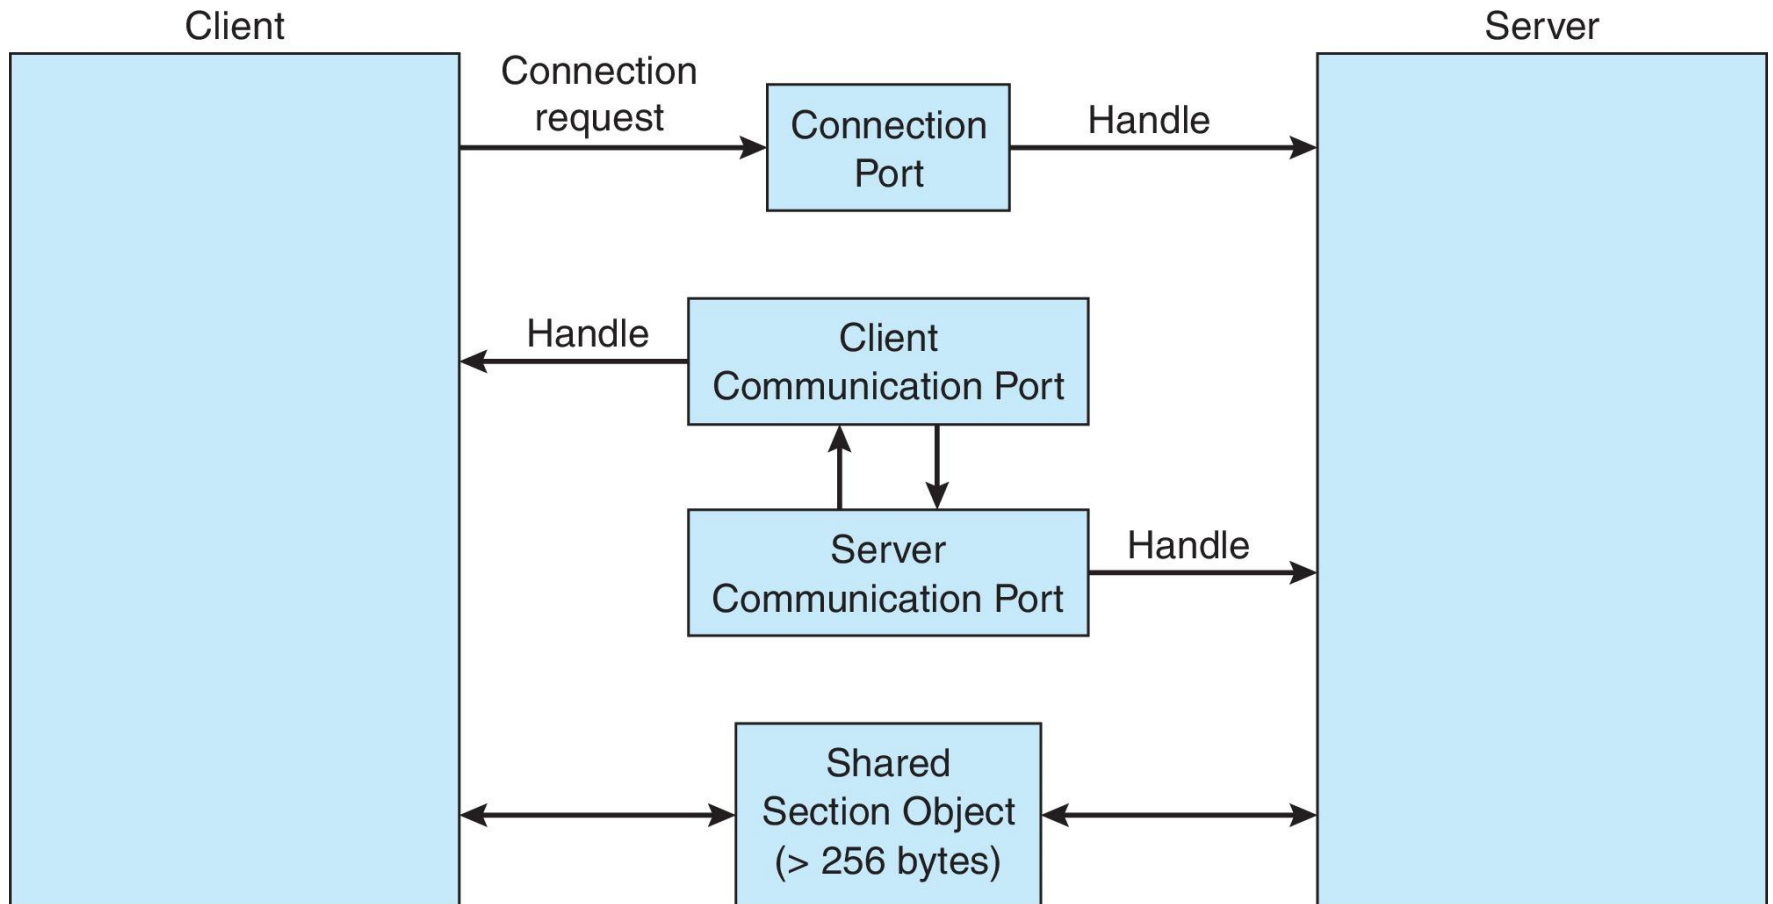 Client
Server
Connection
request
Connection
Port
Handle
Handle
Client
Communication Port
Server
Communication Port
Handle
Shared
Section Object
(> 256 bytes)